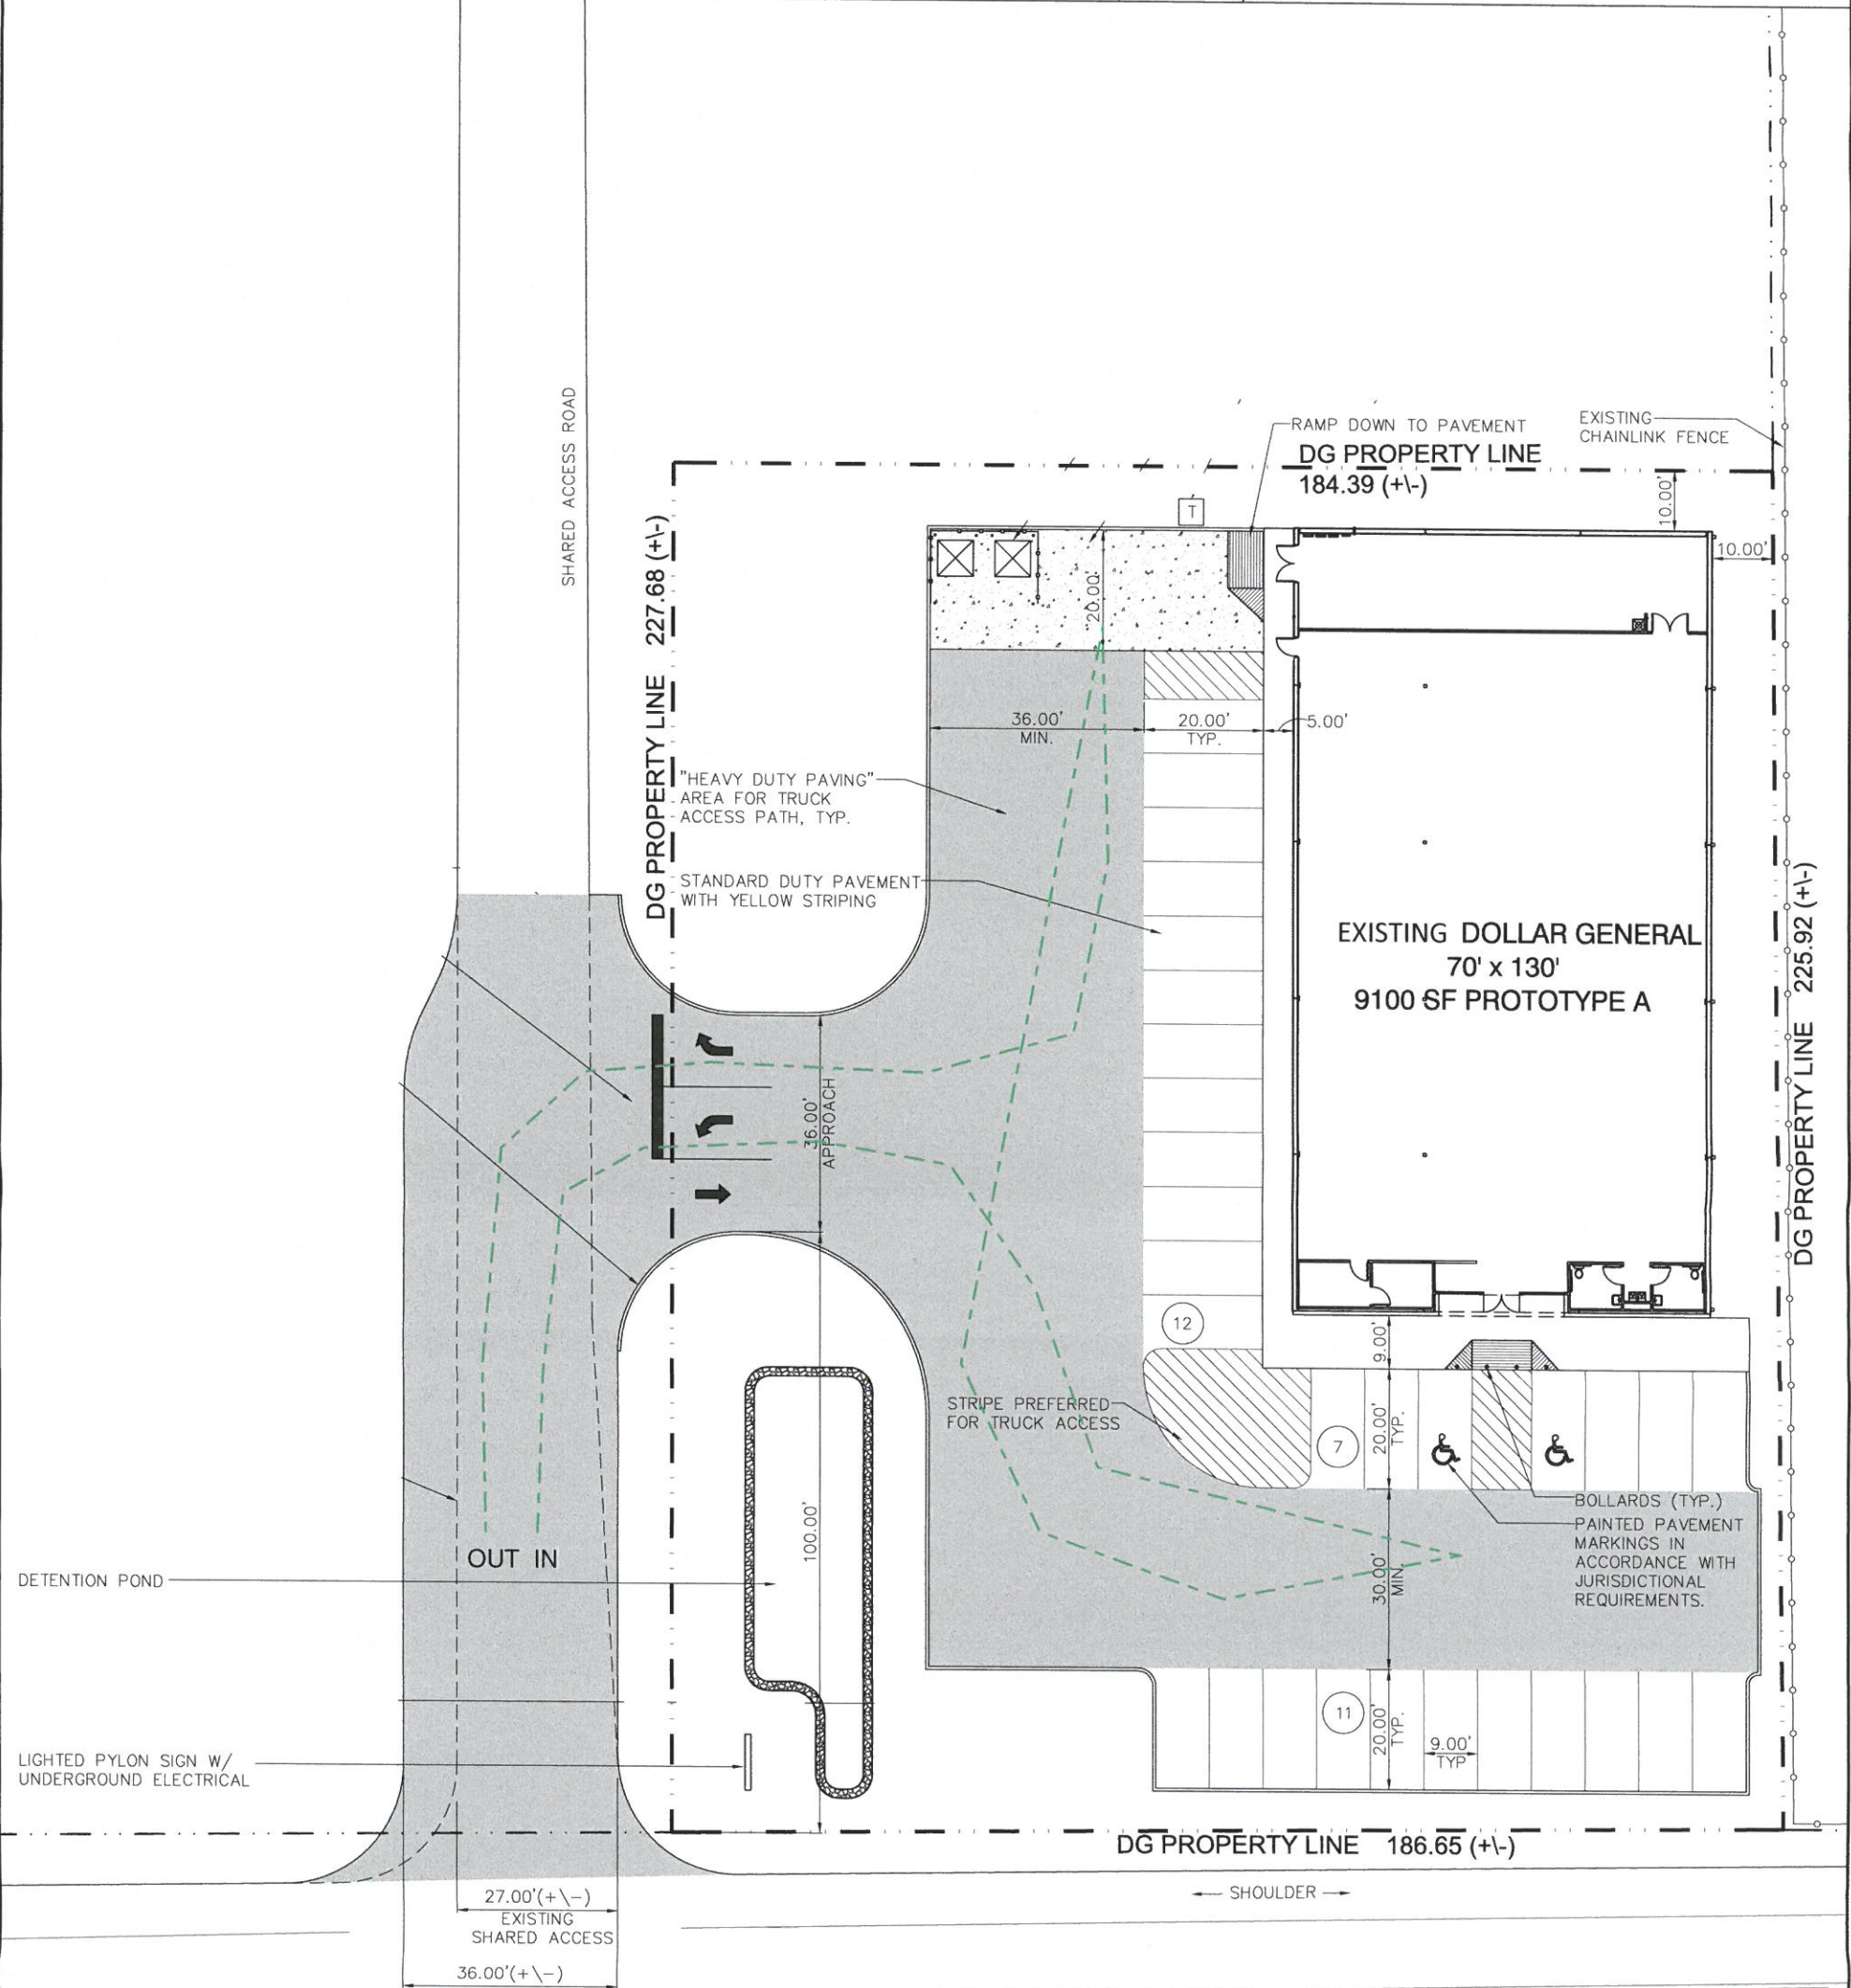 SHARED ACCESS ROAD
RAMP DOWN TO PAVEMENT
EXISTING
CHAINLINK FENCE
DG PROPERTY LINE
184.39 (+\-)
10.00'
10.00'
T
20.00'
DG PROPERTY LINE 227.68 (+\-)
36.00'
MIN.
20.00'
TYP.
5.00'
"HEAVY DUTY PAVING"
AREA FOR TRUCK
ACCESS PATH, TYP.
STANDARD DUTY PAVEMENT
WITH YELLOW STRIPING
EXISTING DOLLAR GENERAL
70' x 130'
9100 SF PROTOTYPE A
DG PROPERTY LINE 225.92 (+\-)
36.00'
APPROACH
12
9.00'
STRIPE PREFERRED
FOR TRUCK ACCESS
7
20.00'
TYP.
BOLLARDS (TYP.)
PAINTED PAVEMENT
MARKINGS IN
ACCORDANCE WITH
JURISDICTIONAL
REQUIREMENTS.
100.00'
OUT IN
30.00'
MIN.
DETENTION POND
11
20.00'
TYP.
9.00'
TYP
LIGHTED PYLON SIGN W/
UNDERGROUND ELECTRICAL
DG PROPERTY LINE 186.65 (+\-)
SHOULDER
27.00'(+\-)
EXISTING
SHARED ACCESS
36.00'(+\-)